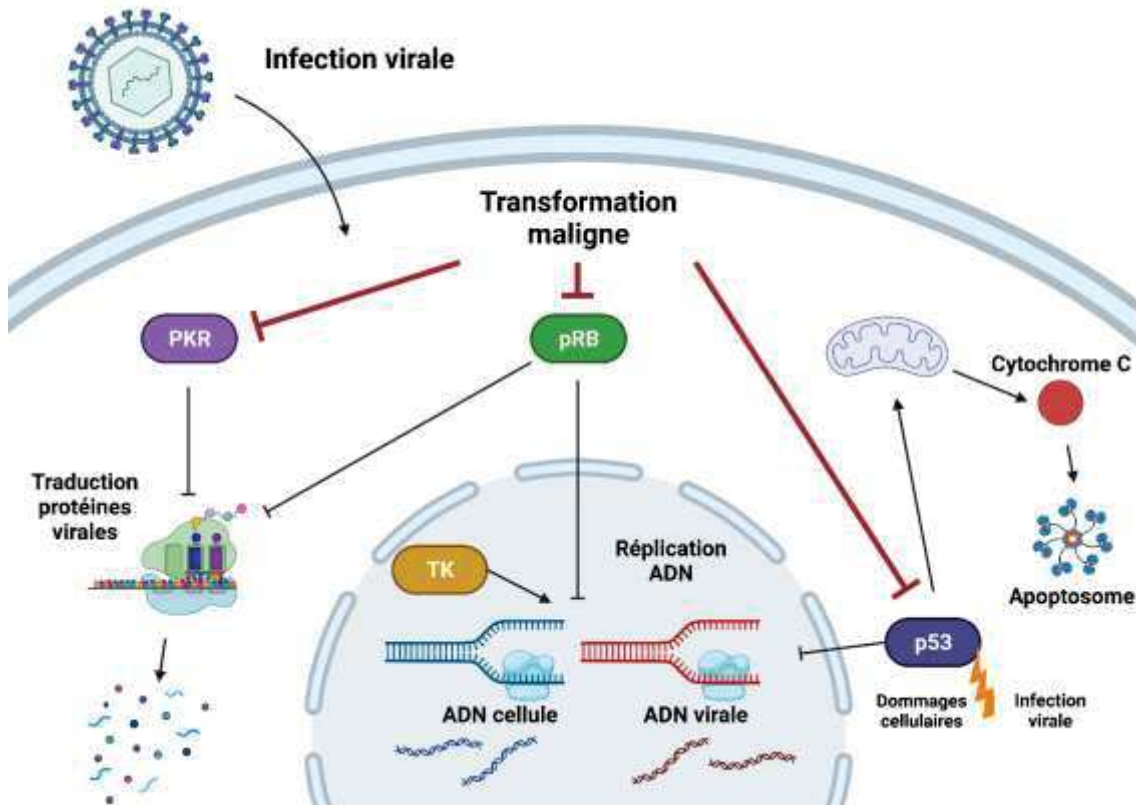 Infection virale
Transformation
maligne
PKR
pRB
Cytochrome C
Traduction
protéines
virales
TK
Réplication
ADN
Apoptosome
p53
ADN cellule
ADN virale
Dommages
cellulaires
Infection
virale